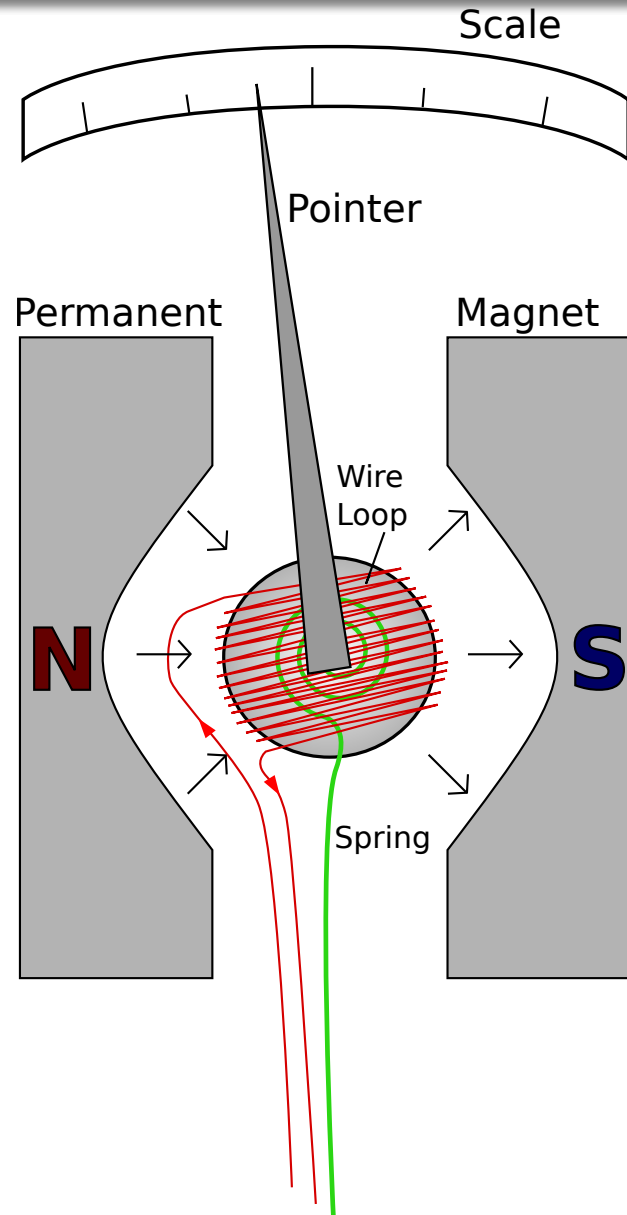 Scale
Pointer
Permanent
Magnet
Wire
Loop
N
S
Spring